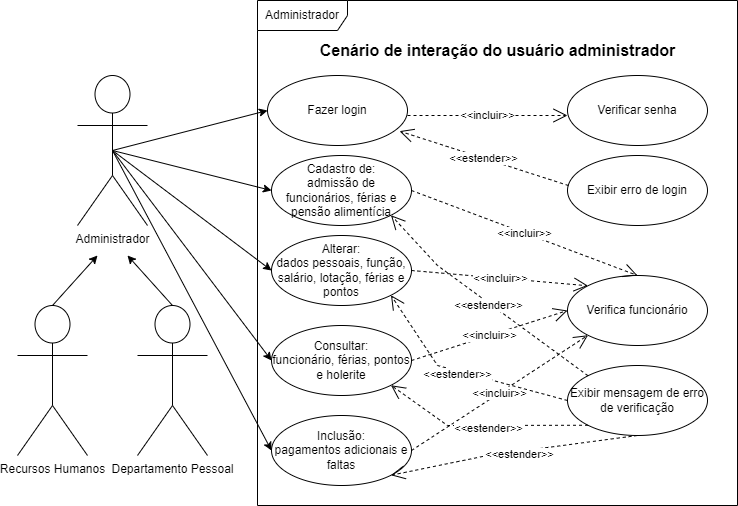 Administrador
Cenário de interação do usuário administrador
Fazer login
<<incluir>>
Verificar senha
<<estender>>
Cadastro de:
admissão de
funcionários, férias e
pensão alimentícia
Exibir erro de login
Administrador
<<incluir>>
Alterar:
dados pessoais, função,
salário, lotação, férias e
pontos
<<incluir>>
<<estender>>
Verifica funcionário
Consultar:
funcionário, férias, pontos
e holerite
<<incluir>>
<<estender>>
<<incluir>>
Exibir mensagem de erro
de verificação
<<estender>>
Inclusão:
pagamentos adicionais e
faltas
<<estender>>
Recursos Humanos
Departamento Pessoal